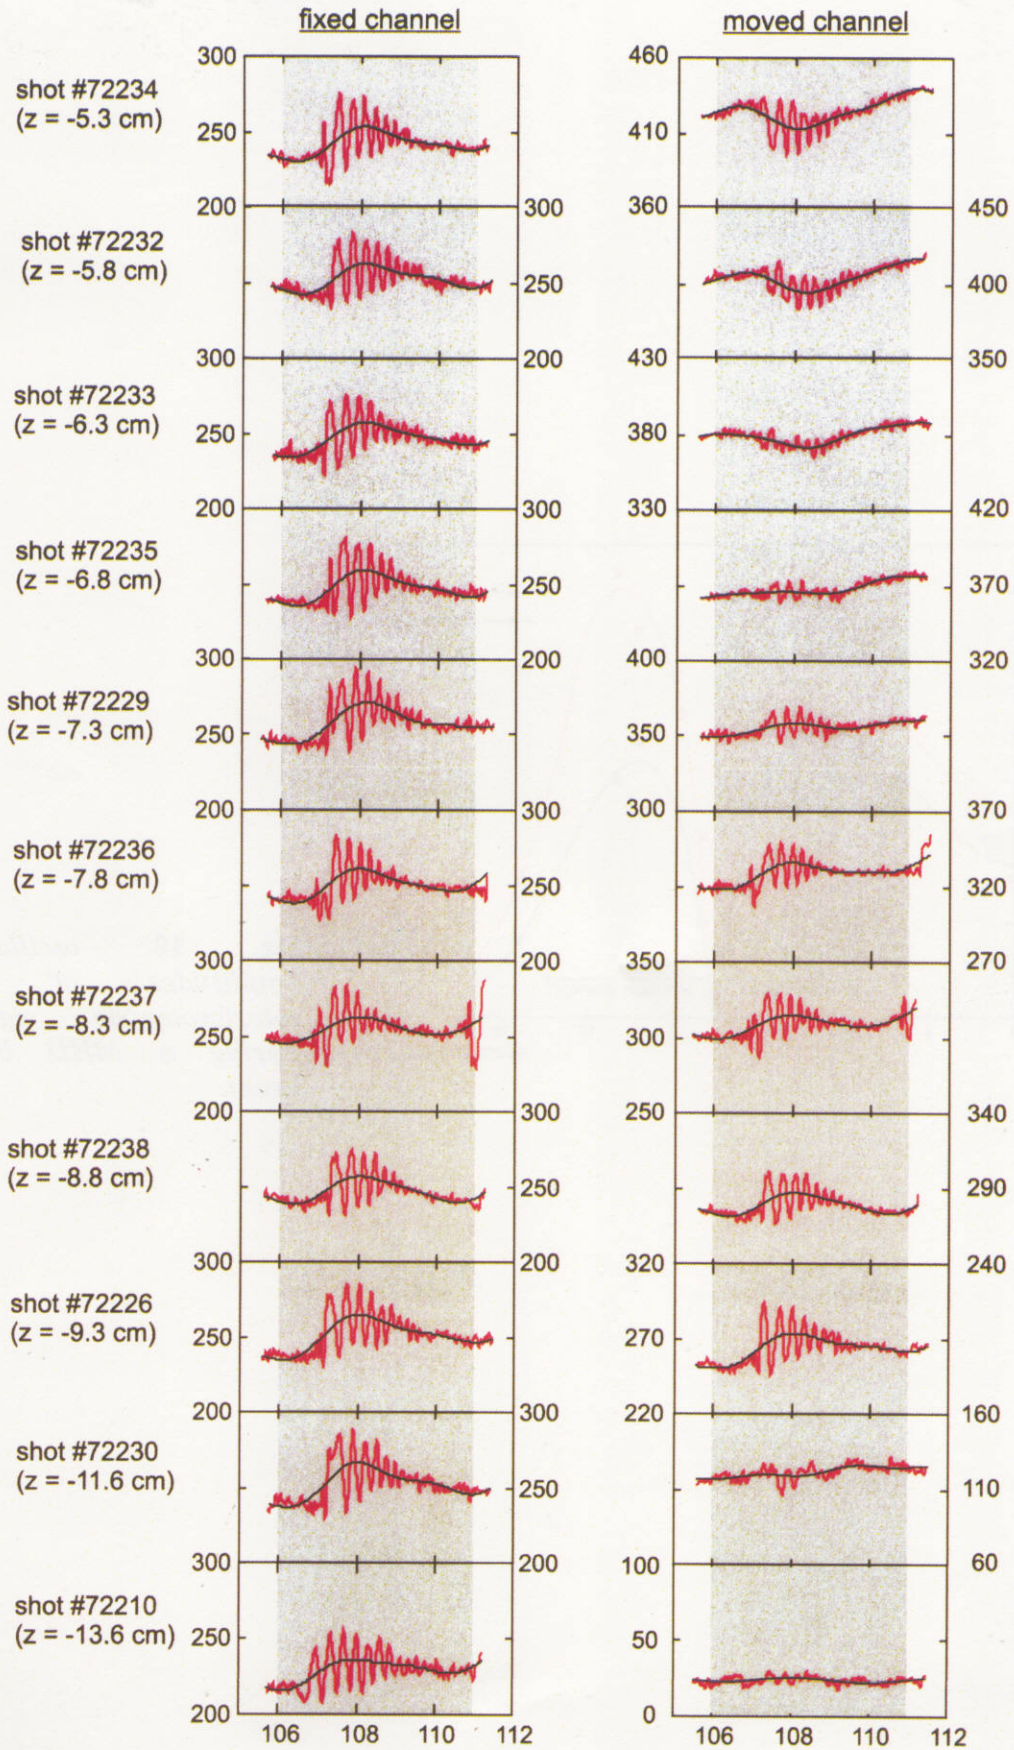 fixed channel moved channel
300 460
shot #72234
(z = -5.3 cm)
250 410
200 300 360 450
shot #72232
(z = -5.8 cm)
250 400
300 200 430 350
shot #72233
(z = -6.3 cm)
250 380
200 300 330 420
shot #72235
(z = -6.8 cm)
250 370
300 200 400 320
shot #72229
(z = -7.3 cm)
250 350
200 300 300 370
shot #72236
(z = -7.8 cm)
250 320
300 200 350 270
shot #72237
(z = -8.3 cm)
250 300
200 300 250 340
shot #72238
(z = -8.8 cm)
250 290
300 200 320 240
shot #72226
(z = -9.3 cm)
250 270
200 300 220 160
shot #72230
(z = -11.6 cm)
250 110
300 200 100 60
shot #72210
(z = -13.6 cm)
250 50
200 0
106 108 110 112 106 108 110 112